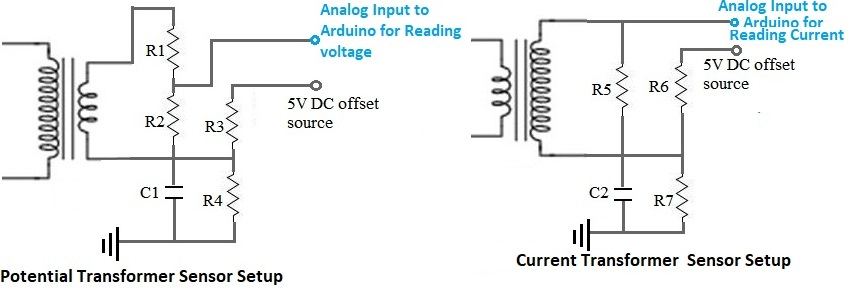 Analog Input to
Arduino for Reading
voltage
R1
5V DC offset
source
R2
R3
C1
R4
Potential Transformer Sensor Setup
Analog Input to
Arduino for
Reading Current
5V DC offset
source
R5
R6
C2
R7
Current Transformer Sensor Setup